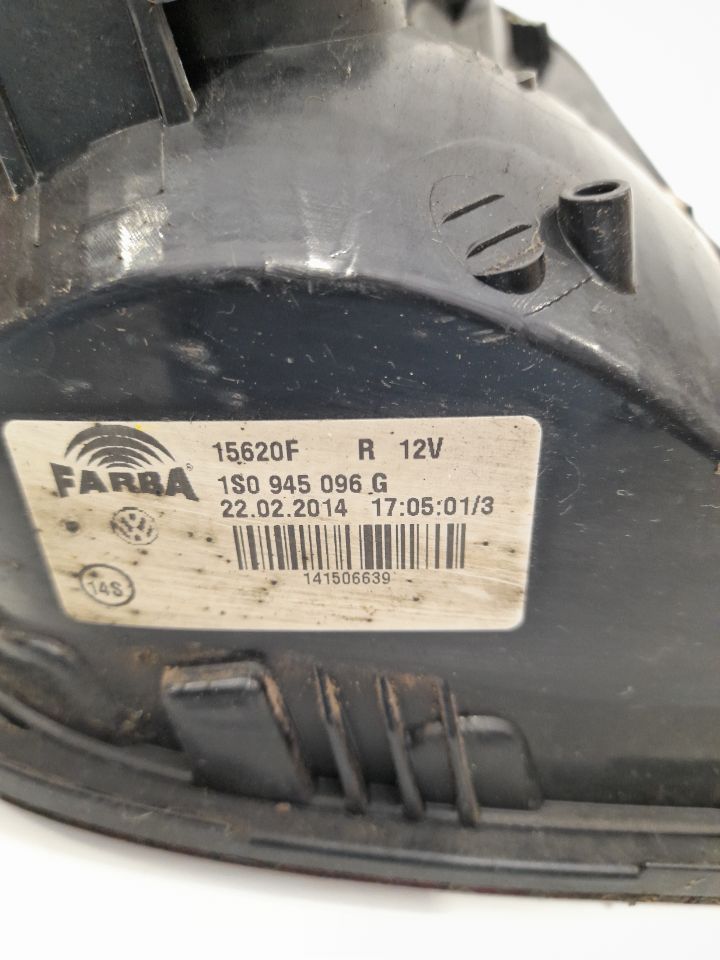 FARBA®
15620F R 12V
1S0 945 096 G
22.02.2014 17:05:01/3
141506639
14S